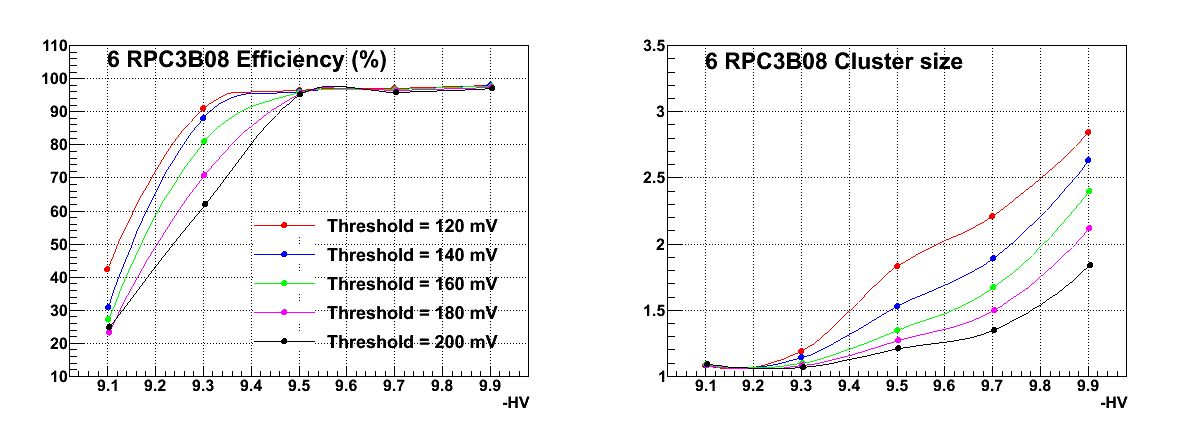 6 RPC3B08 Efficiency (%)
110
100
90
80
70
60
50
40
30
20
10
Threshold = 120 mV
Threshold = 140 mV
Threshold = 160 mV
Threshold = 180 mV
Threshold = 200 mV
9.1 9.2 9.3 9.4 9.5 9.6 9.7 9.8 9.9
-HV
6 RPC3B08 Cluster size
3.5
3
2.5
2
1.5
1
9.1 9.2 9.3 9.4 9.5 9.6 9.7 9.8 9.9
-HV